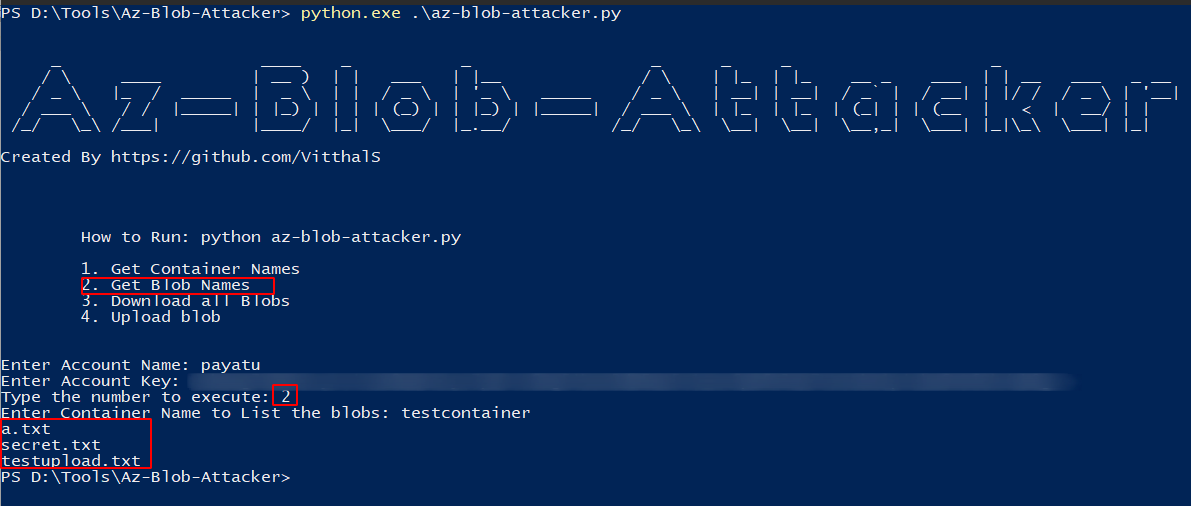 PS D:\Tools\Az-Blob-Attacker> python.exe .\az-blob-attacker.py
Az-Blob-Attacker
Created By https://github.com/VitthalS
How to Run: python az-blob-attacker.py
1. Get Container Names
2. Get Blob Names
3. Download all Blobs
4. Upload blob
Enter Account Name: payatu
Enter Account Key:
Type the number to execute: 2
Enter Container Name to List the blobs: testcontainer
a.txt
secret.txt
testupload.txt
PS D:\Tools\Az-Blob-Attacker>